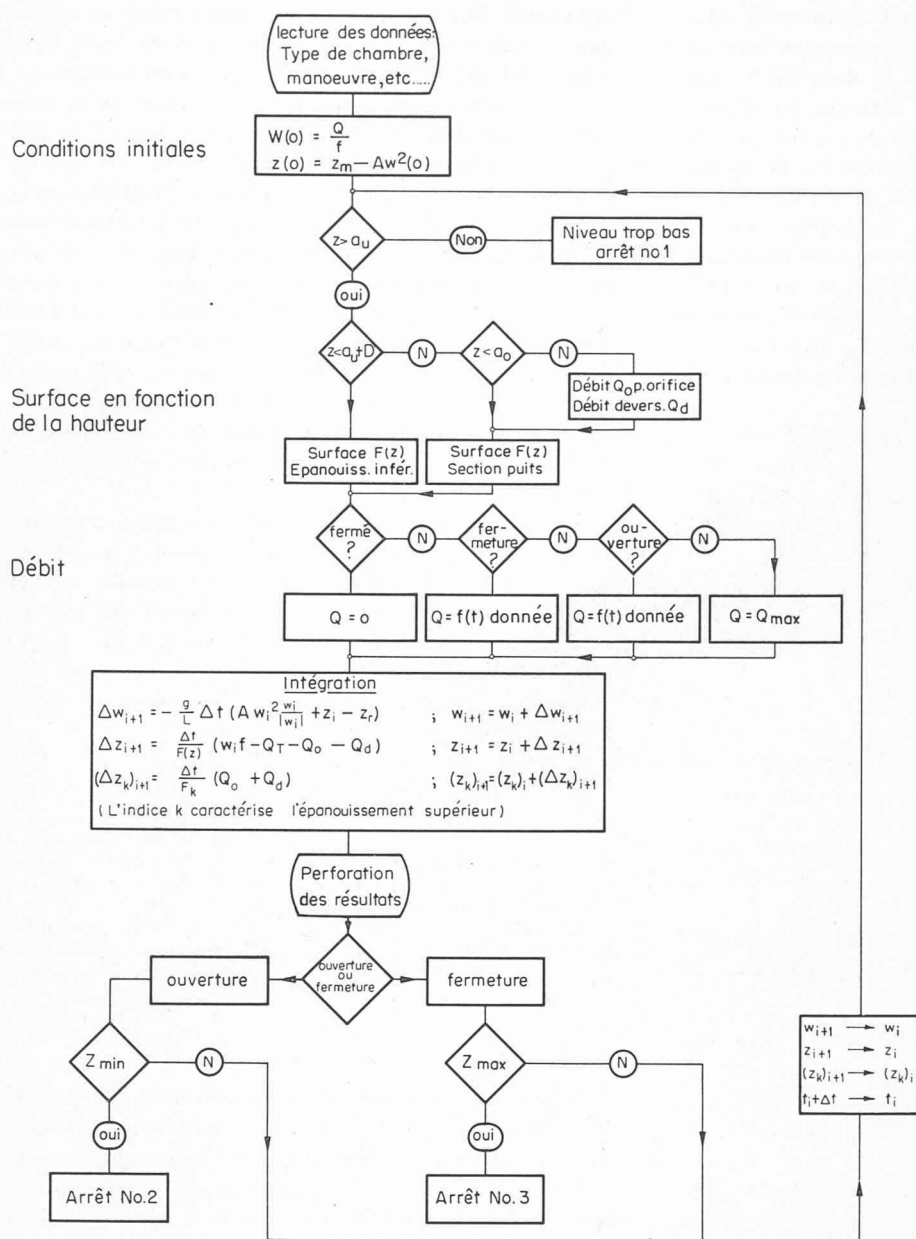 lecture des données:
Type de chambre,
manoeuvre, etc.....
Conditions initiales
W(o) = Q/f
z(o) = z_m − Aw²(o)
z > a_u
Non
Niveau trop bas
arrêt no 1
oui
z < a_u + D
N
z < a_o
N
Débit Q_o p. orifice
Débit devers. Q_d
Surface en fonction
de la hauteur
Surface F(z)
Epanouiss. infér.
Surface F(z)
Section puits
Débit
fermé
?
N
fer-
meture
?
N
ou-
verture
?
N
Q = o
Q = f(t) donnée
Q = f(t) donnée
Q = Q_max
Intégration
Δw_{i+1} = − g/L Δt (A w_i² w_i/|w_i| + z_i − z_r) ; w_{i+1} = w_i + Δw_{i+1}
Δz_{i+1} = Δt/F(z) (w_i f − Q_T − Q_o − Q_d) ; z_{i+1} = z_i + Δz_{i+1}
(Δz_k)_{i+1} = Δt/F_k (Q_o + Q_d) ; (z_k)_{i+1} = (z_k)_i + (Δz_k)_{i+1}
(L'indice k caractérise l'épanouissement supérieur)
Perforation
des résultats
ouverture
ou
fermeture
ouverture
fermeture
Z min
N
Z max
N
oui
oui
Arrêt No.2
Arrêt No.3
w_{i+1} → w_i
z_{i+1} → z_i
(z_k)_{i+1} → (z_k)_i
t_i + Δt → t_i